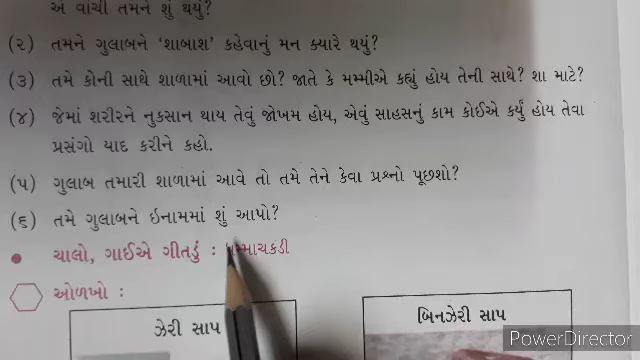 એ વાંચી તમને શું થયું?
(૨) તમને ગુલાબને ‘શાબાશ’ કહેવાનું મન ક્યારે થયું?
(૩) તમે કોની સાથે શાળામાં આવો છો? જાતે કે મમ્મીએ કહ્યું હોય તેની સાથે? શા માટે?
(૪) જેમાં શરીરને નુકસાન થાય તેવું જોખમ હોય, એવું સાહસનું કામ કોઈએ કર્યું હોય તેવા
પ્રસંગો યાદ કરીને કહો.
(૫) ગુલાબ તમારી શાળામાં આવે તો તમે તેને કેવા પ્રશ્નો પૂછશો?
(૬) તમે ગુલાબને ઇનામમાં શું આપો?
• ચાલો, ગાઈએ ગીતડું :
ઓળખો :
ઝેરી સાપ
બિનઝેરી સાપ
PowerDirector